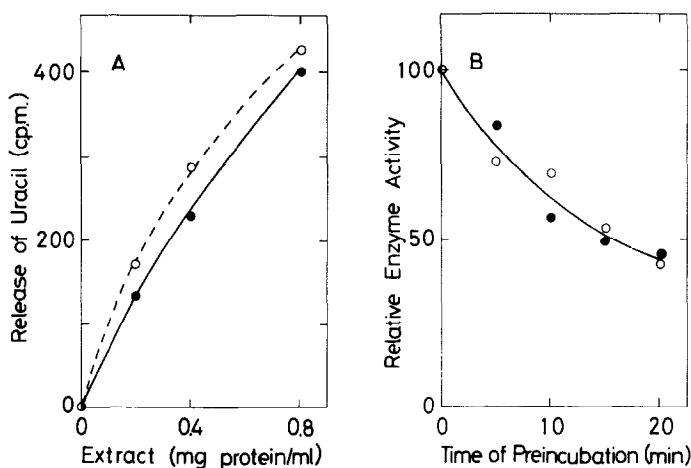 A
Release of Uracil (cp.m.)
400
200
0
0
0.4
0.8
Extract (mg protein/ml)
B
Relative Enzyme Activity
100
50
0
0
10
20
Time of Preincubation (min)